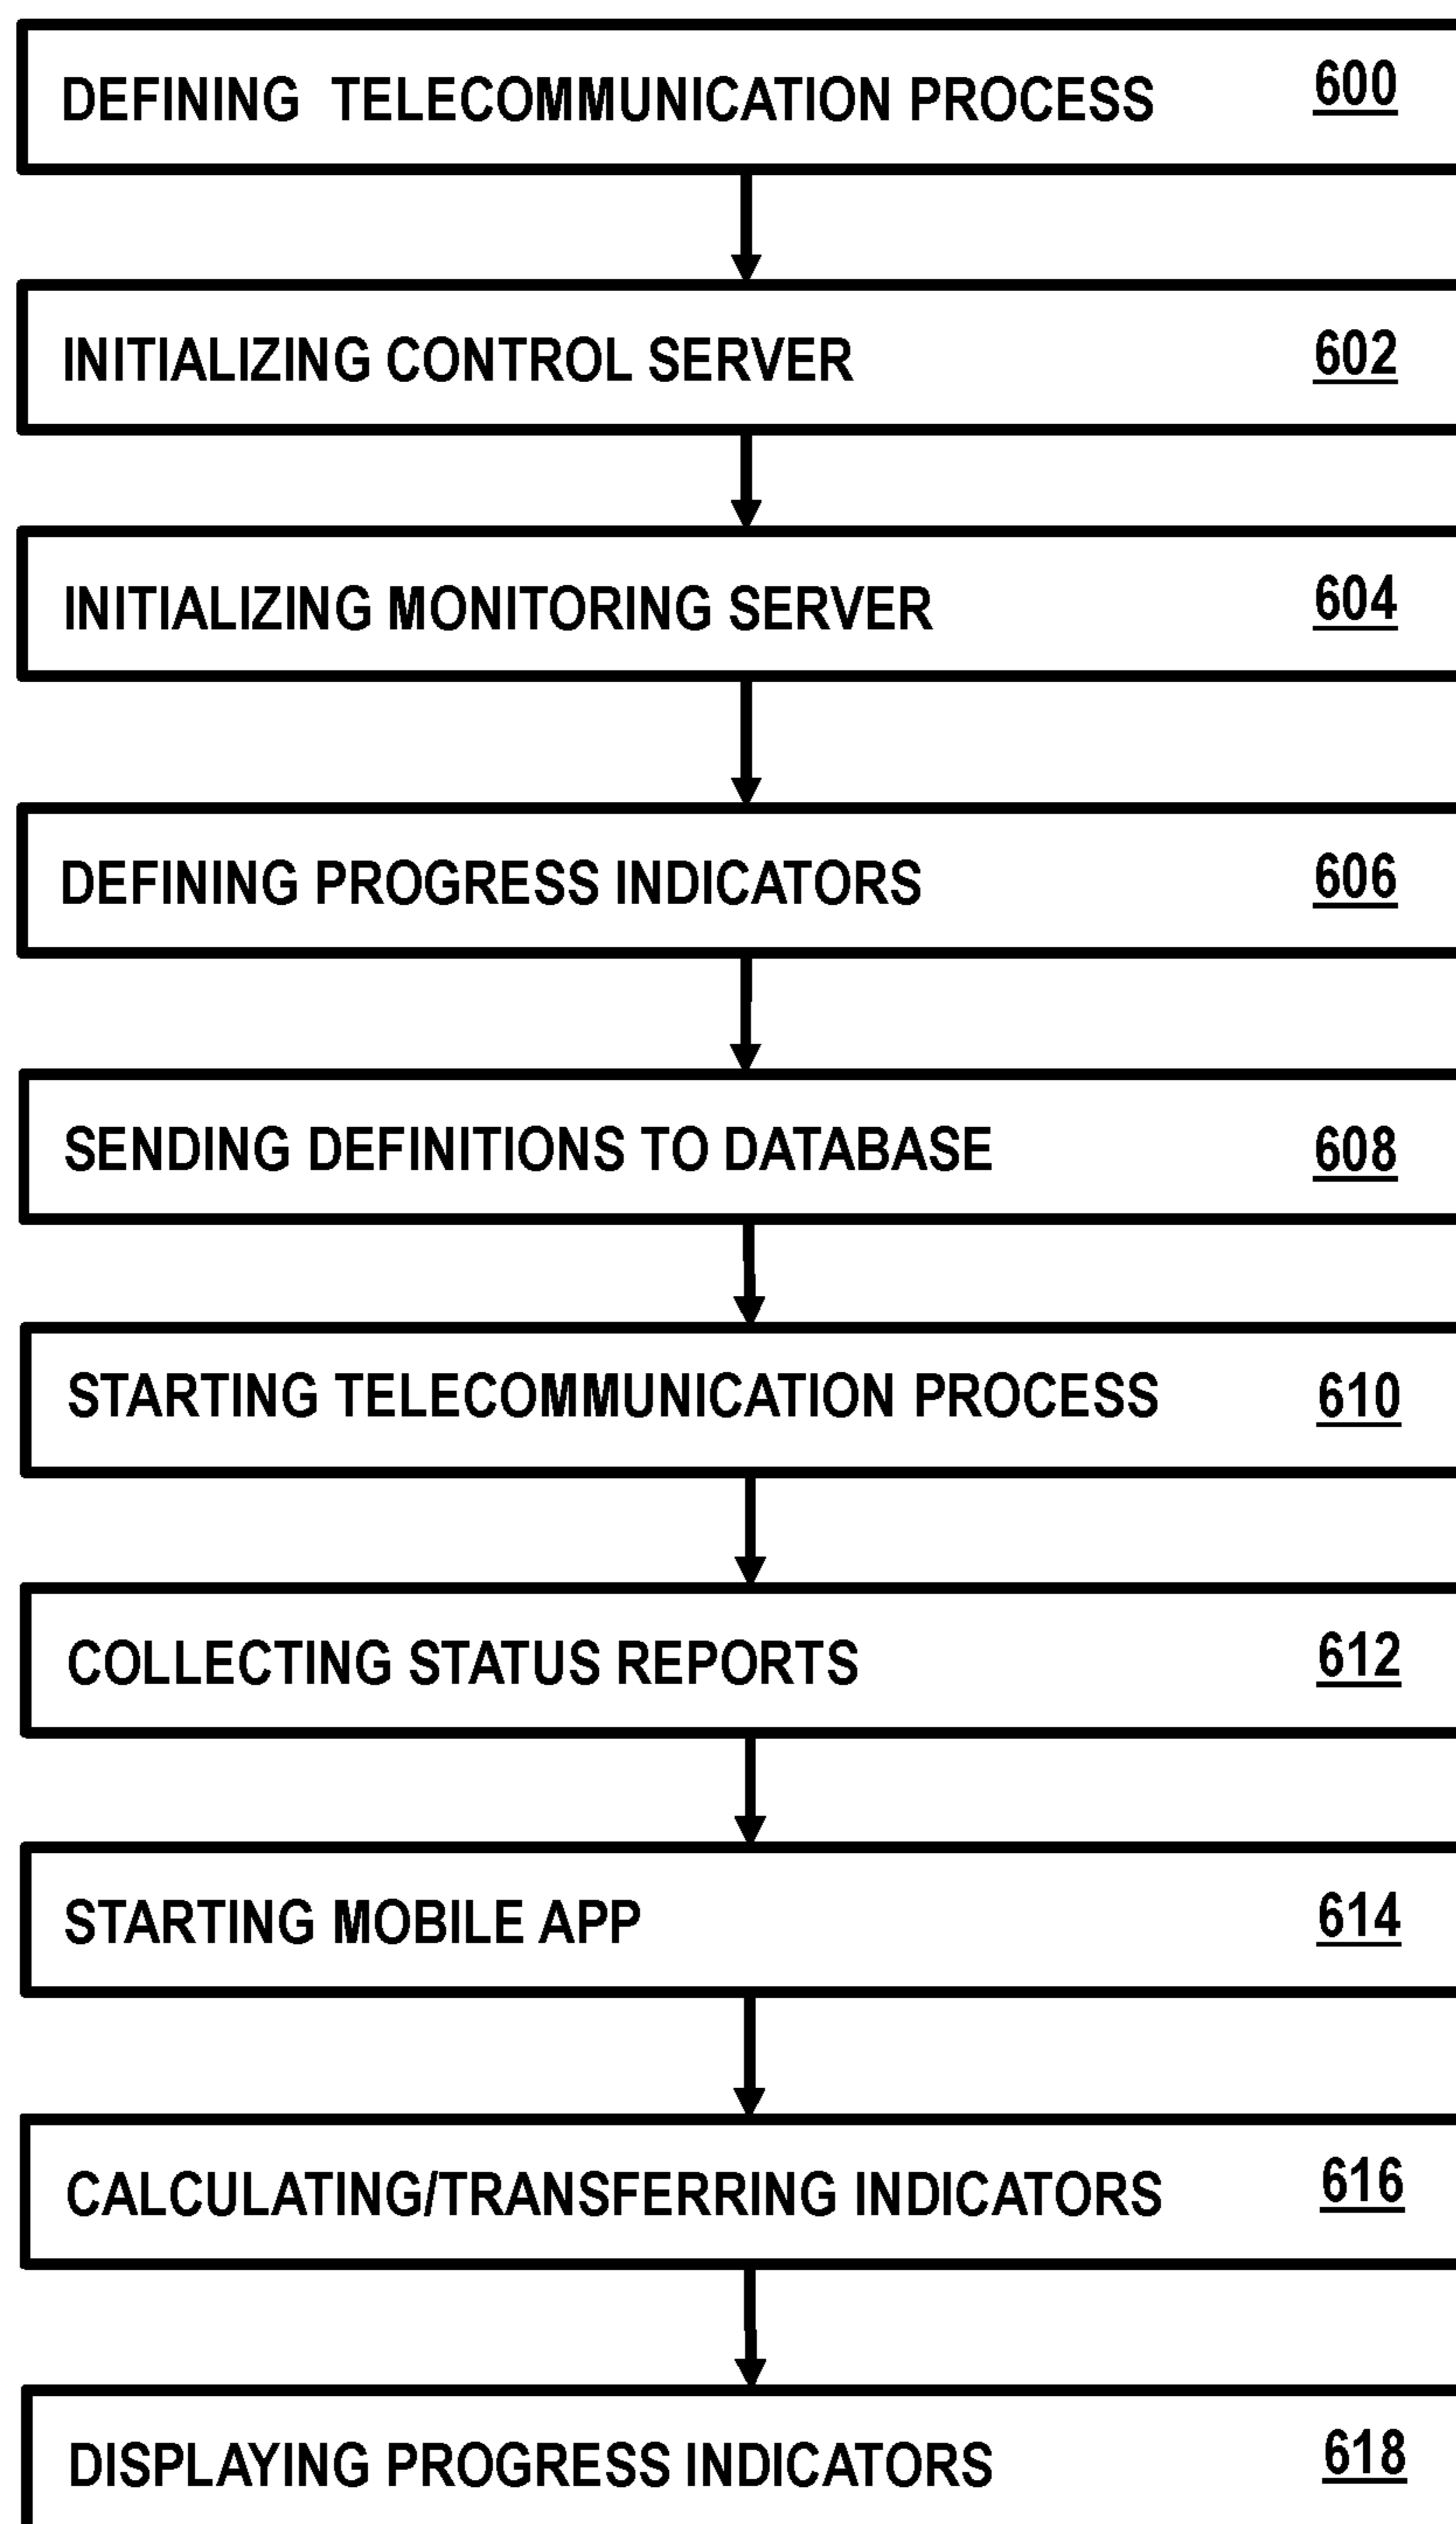 DEFINING TELECOMMUNICATION PROCESS 600
INITIALIZING CONTROL SERVER 602
INITIALIZING MONITORING SERVER 604
DEFINING PROGRESS INDICATORS 606
SENDING DEFINITIONS TO DATABASE 608
STARTING TELECOMMUNICATION PROCESS 610
COLLECTING STATUS REPORTS 612
STARTING MOBILE APP 614
CALCULATING/TRANSFERRING INDICATORS 616
DISPLAYING PROGRESS INDICATORS 618